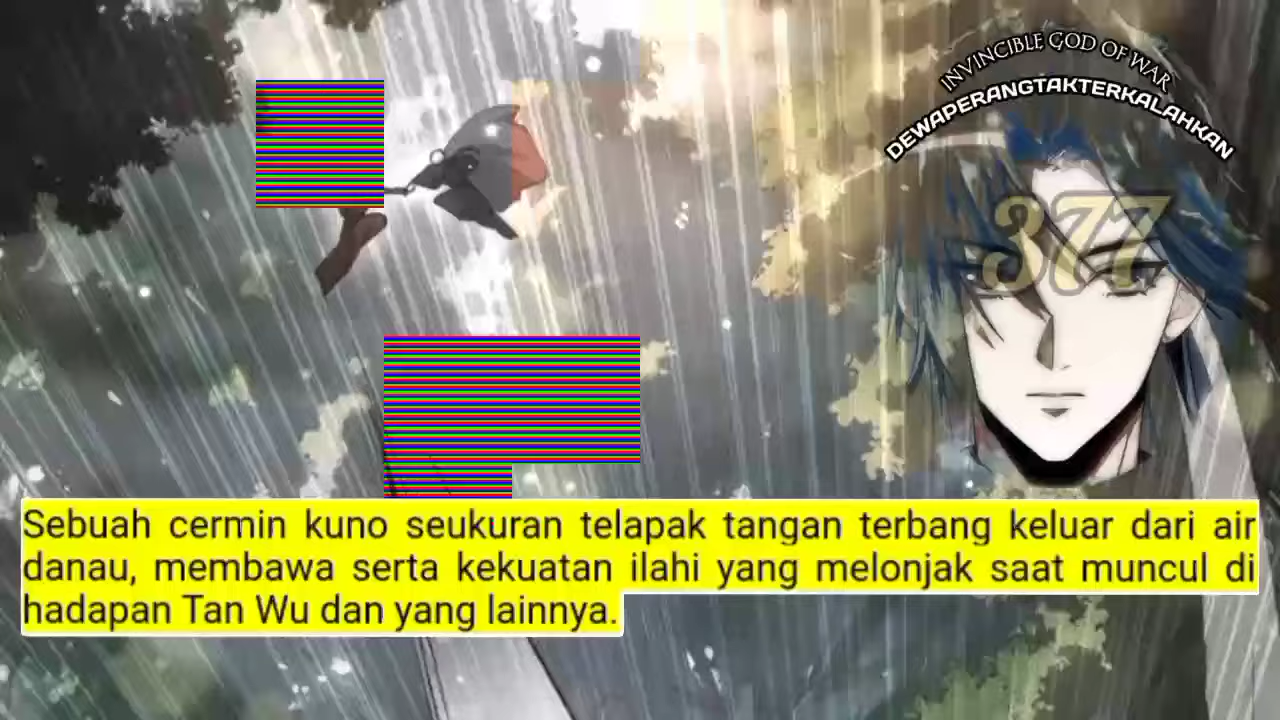 INVINCIBLE GOD OF WAR
DEWAPERANGTAKTERKALAHKAN
377
Sebuah cermin kuno seukuran telapak tangan terbang keluar dari air
danau, membawa serta kekuatan ilahi yang melonjak saat muncul di
hadapan Tan Wu dan yang lainnya.